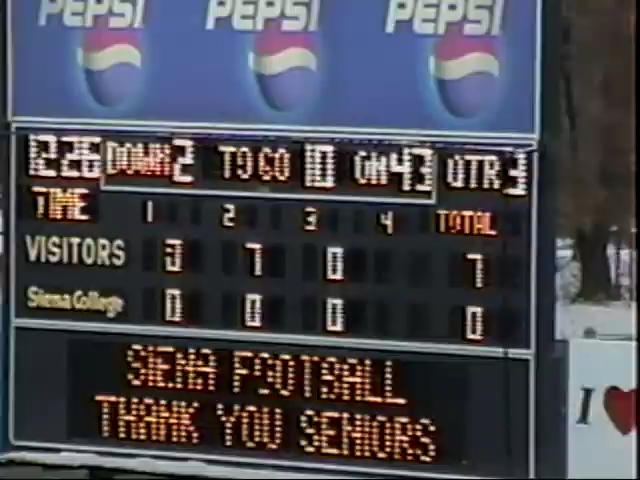 PEPSI PEPSI PEPSI
12 26 DOWN 2 TO GO 10 ON 43 QTR 3
TIME 1 2 3 4 TOTAL
VISITORS 0 7 0 7
Siena College 0 0 0 0
SIENA FOOTBALL
THANK YOU SENIORS
I